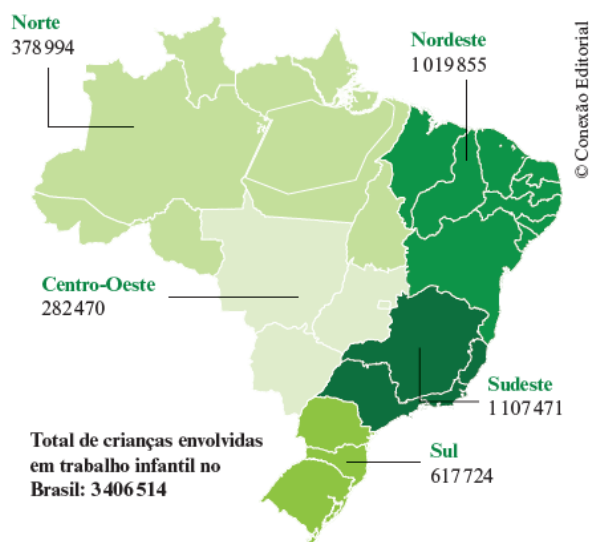 Norte
378 994
Nordeste
1 019 855
© Conexão Editorial
Centro-Oeste
282 470
Sudeste
1 107 471
Sul
617 724
Total de crianças envolvidas
em trabalho infantil no
Brasil: 3 406 514